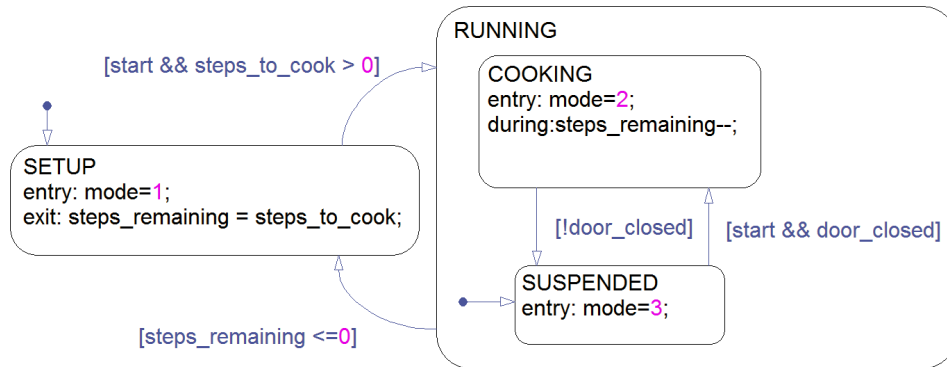 RUNNING
[start && steps_to_cook > 0]
COOKING
entry: mode=2;
during:steps_remaining--;
SETUP
entry: mode=1;
exit: steps_remaining = steps_to_cook;
[!door_closed]
[start && door_closed]
SUSPENDED
entry: mode=3;
[steps_remaining <=0]